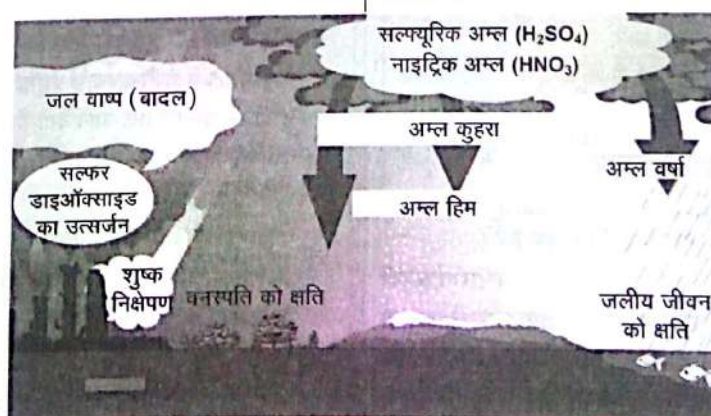 सल्फ्यूरिक अम्ल (H₂SO₄)
नाइट्रिक अम्ल (HNO₃)
जल वाष्प (बादल)
अम्ल कुहरा
अम्ल वर्षा
सल्फर
डाइऑक्साइड
का उत्सर्जन
अम्ल हिम
शुष्क
निक्षेपण
वनस्पति को क्षति
जलीय जीवन
को क्षति